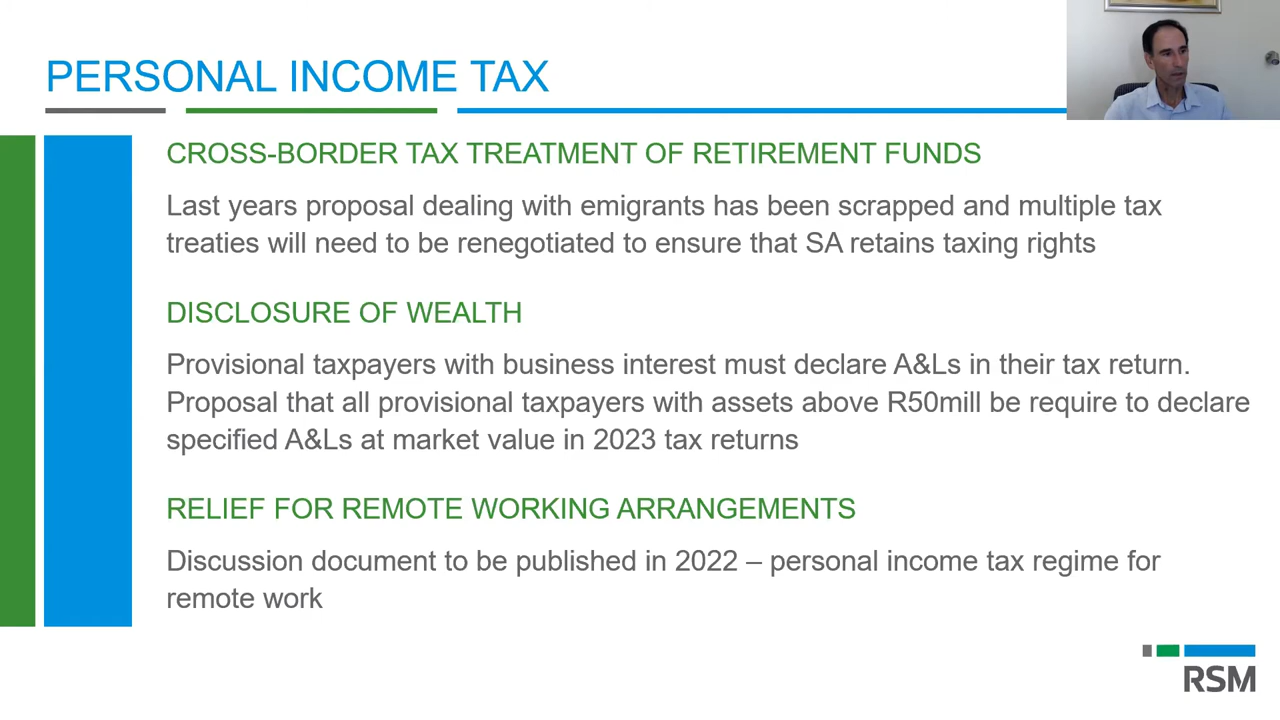 PERSONAL INCOME TAX
CROSS-BORDER TAX TREATMENT OF RETIREMENT FUNDS
Last years proposal dealing with emigrants has been scrapped and multiple tax
treaties will need to be renegotiated to ensure that SA retains taxing rights
DISCLOSURE OF WEALTH
Provisional taxpayers with business interest must declare A&Ls in their tax return.
Proposal that all provisional taxpayers with assets above R50mill be require to declare
specified A&Ls at market value in 2023 tax returns
RELIEF FOR REMOTE WORKING ARRANGEMENTS
Discussion document to be published in 2022 – personal income tax regime for
remote work
RSM